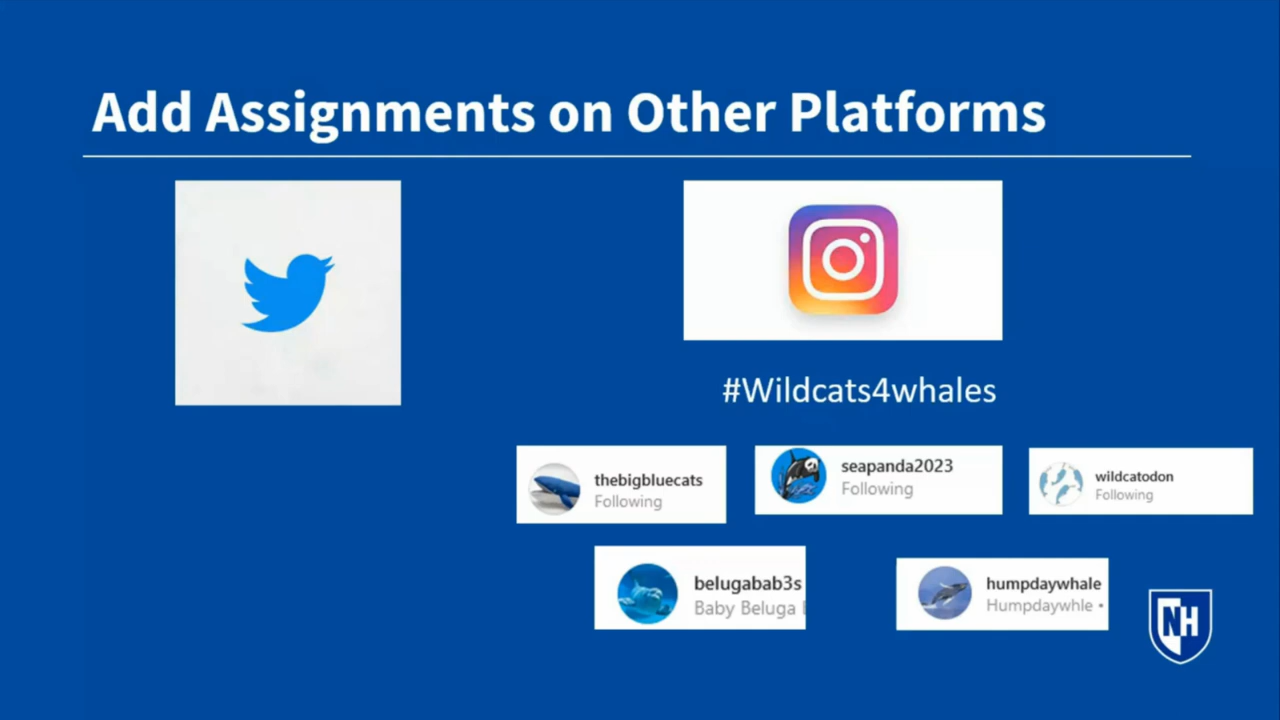 Add Assignments on Other Platforms
#Wildcats4whales
thebigbluecats
Following
seapanda2023
Following
wildcatodon
Following
belugabab3s
Baby Beluga
humpdaywhale
Humpdaywhle •
NH